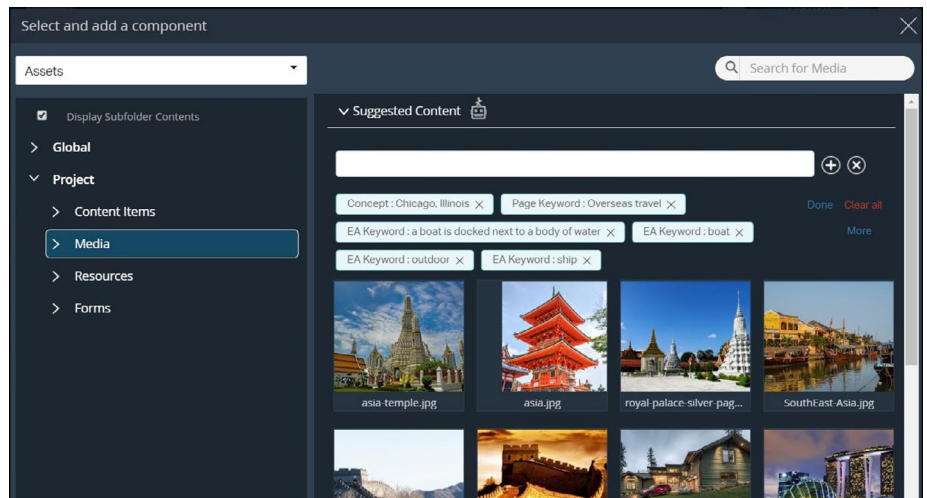 Select and add a component
Assets
Search for Media
Display Subfolder Contents
Global
Project
Content Items
Media
Resources
Forms
Suggested Content
Concept : Chicago, Illinois
Page Keyword : Overseas travel
Done
Clear all
EA Keyword : a boat is docked next to a body of water
EA Keyword : boat
More
EA Keyword : outdoor
EA Keyword : ship
asia-temple.jpg
asia.jpg
royal-palace-silver-pag...
SouthEast-Asia.jpg